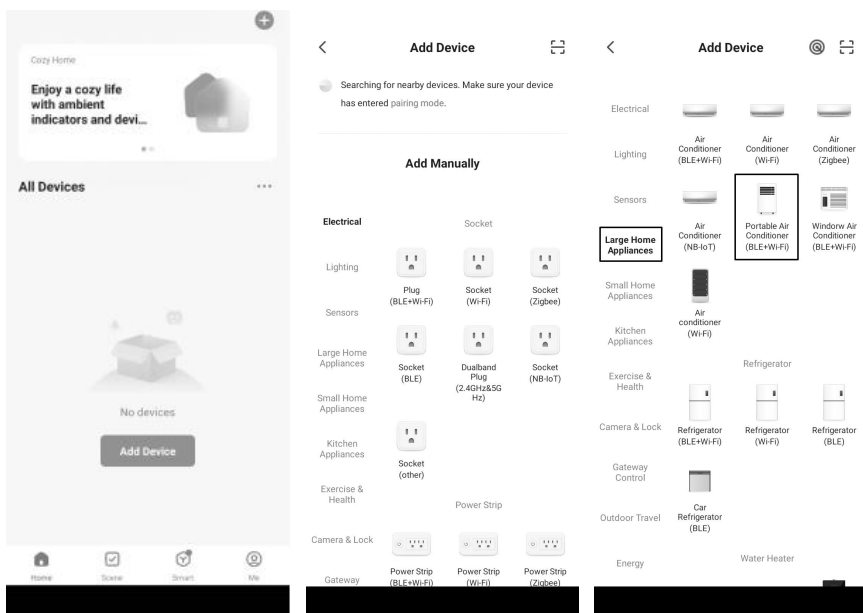 Cozy Home
Enjoy a cozy life
with ambient
indicators and devi...
All Devices
No devices
Add Device
Home
Scene
Smart
Me
Add Device
Searching for nearby devices. Make sure your device
has entered pairing mode.
Add Manually
Electrical
Lighting
Sensors
Large Home
Appliances
Small Home
Appliances
Kitchen
Appliances
Exercise &
Health
Camera & Lock
Gateway
Socket
Plug
(BLE+Wi-Fi)
Socket
(Wi-Fi)
Socket
(Zigbee)
Socket
(BLE)
Dualband
Plug
(2.4GHz&5G
Hz)
Socket
(NB-IoT)
Socket
(other)
Power Strip
Power Strip
(BLE+Wi-Fi)
Power Strip
(Wi-Fi)
Power Strip
(Zigbee)
Add Device
Electrical
Lighting
Sensors
Large Home
Appliances
Small Home
Appliances
Kitchen
Appliances
Exercise &
Health
Camera & Lock
Gateway
Control
Outdoor Travel
Energy
Air
Conditioner
(BLE+Wi-Fi)
Air
Conditioner
(Wi-Fi)
Air
Conditioner
(Zigbee)
Air
Conditioner
(NB-IoT)
Portable Air
Conditioner
(BLE+Wi-Fi)
Windorw Air
Conditioner
(BLE+Wi-Fi)
Air
conditioner
(Wi-Fi)
Refrigerator
Refrigerator
(BLE+Wi-Fi)
Refrigerator
(Wi-Fi)
Refrigerator
(BLE)
Car
Refrigerator
(BLE)
Water Heater